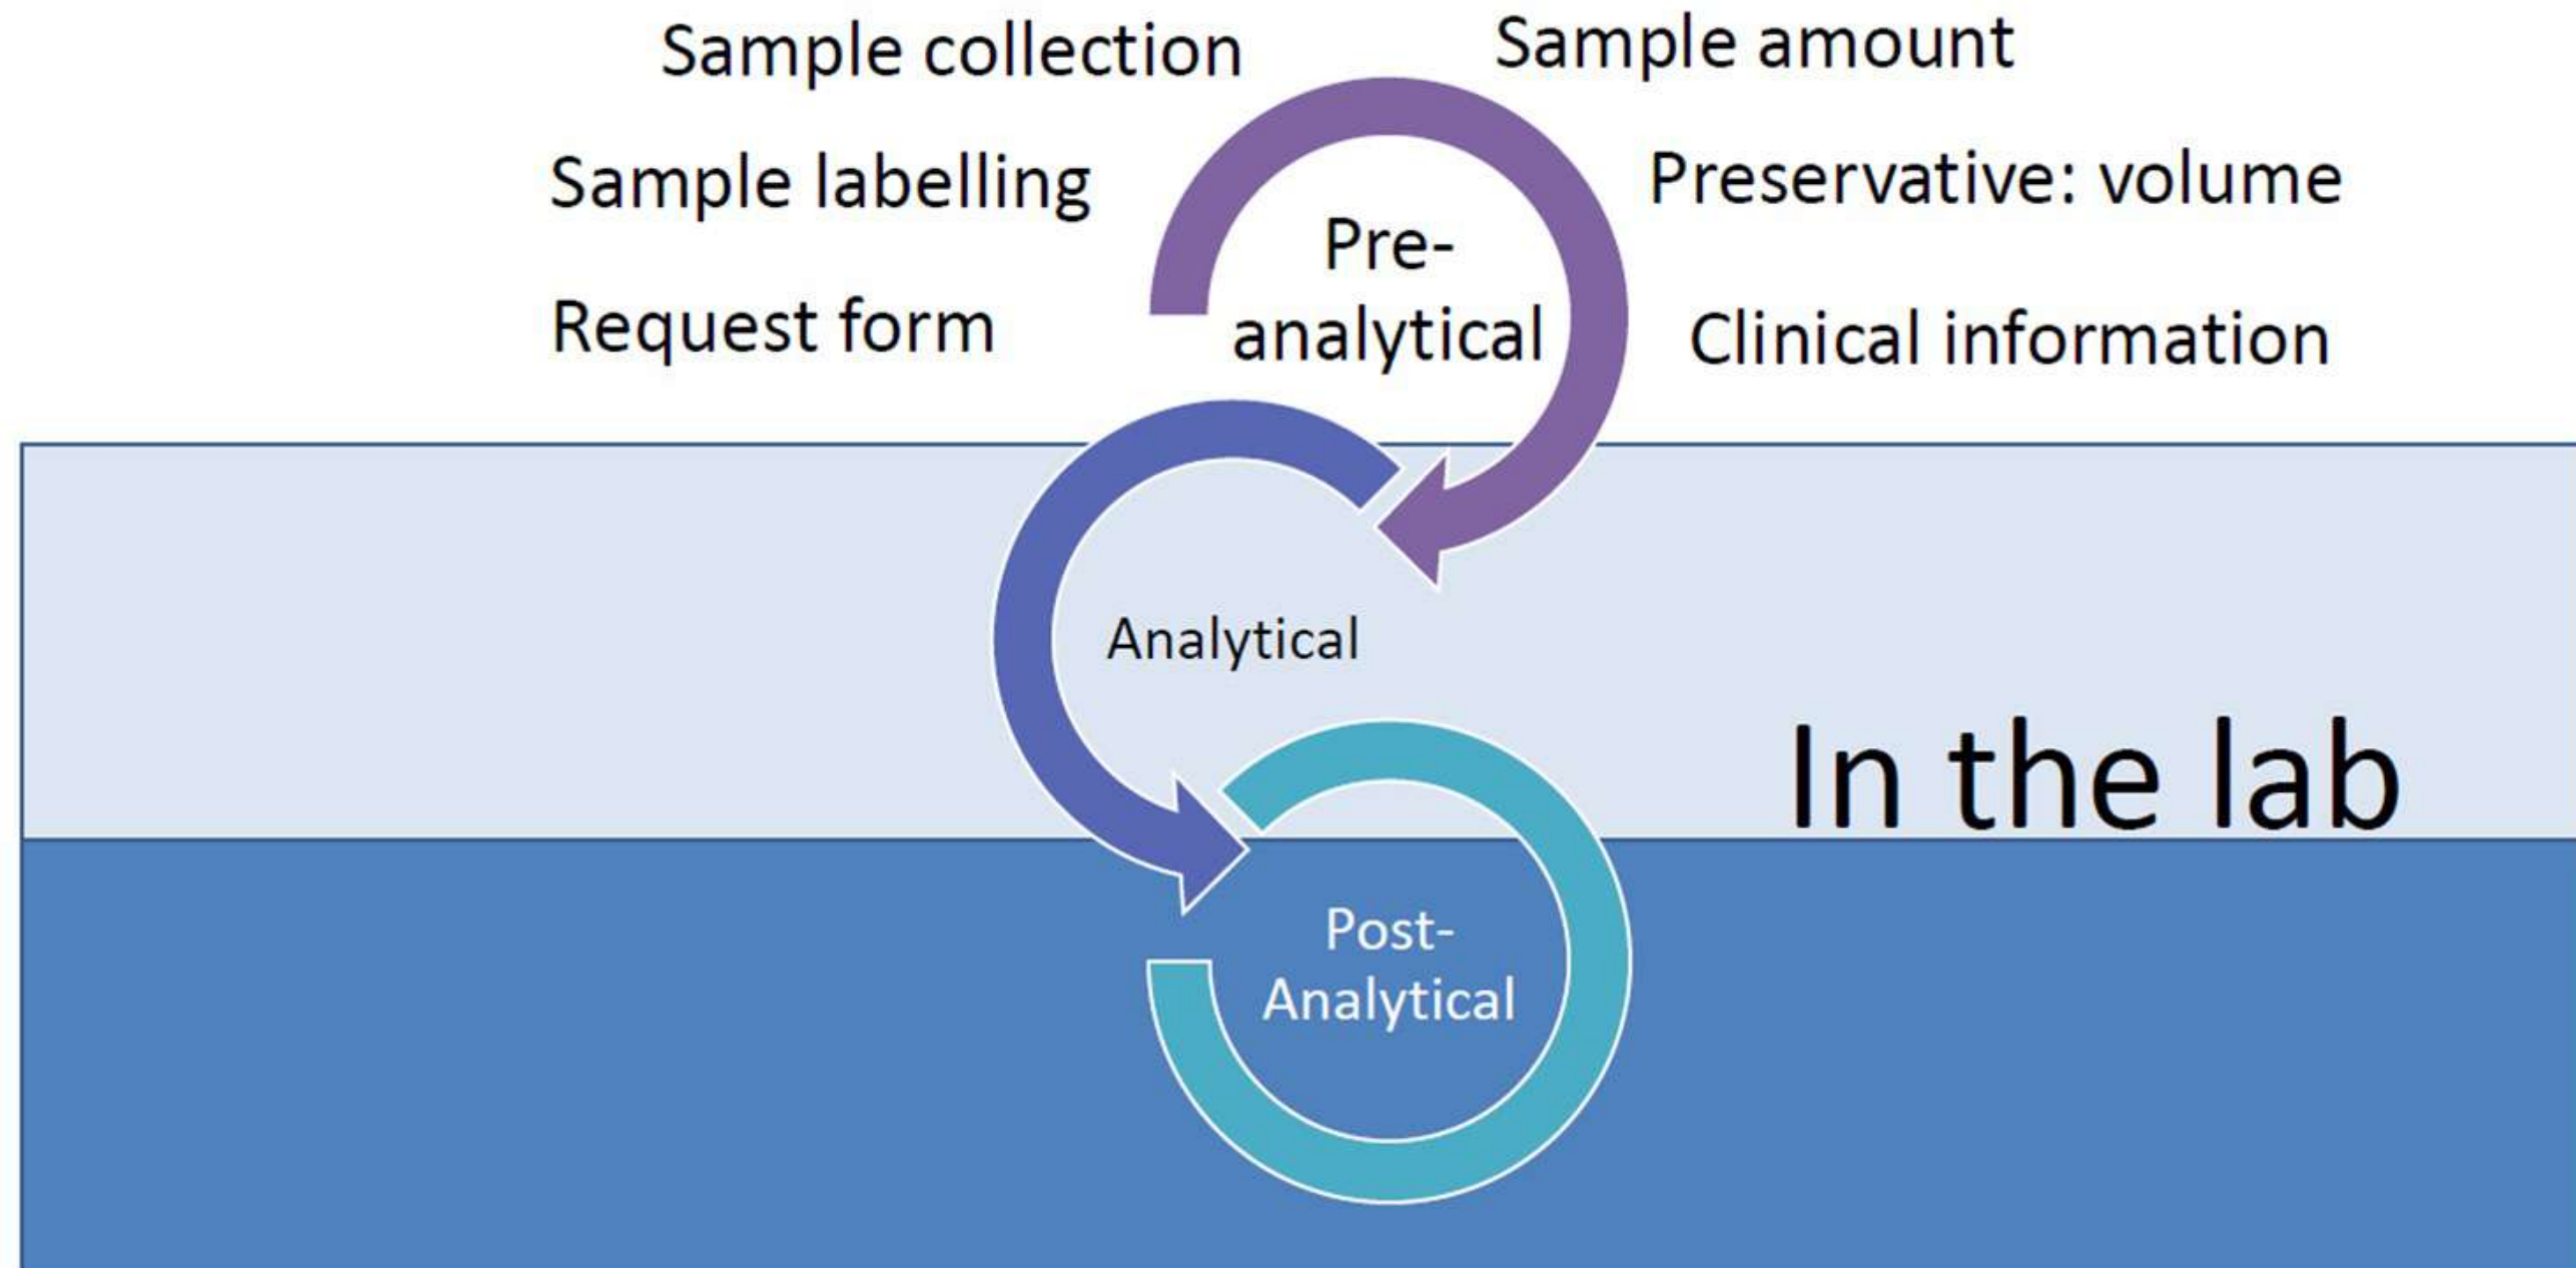 Sample collection
Sample amount
Sample labelling
Preservative: volume
Pre-
analytical
Request form
Clinical information
Analytical
In the lab
Post-
Analytical